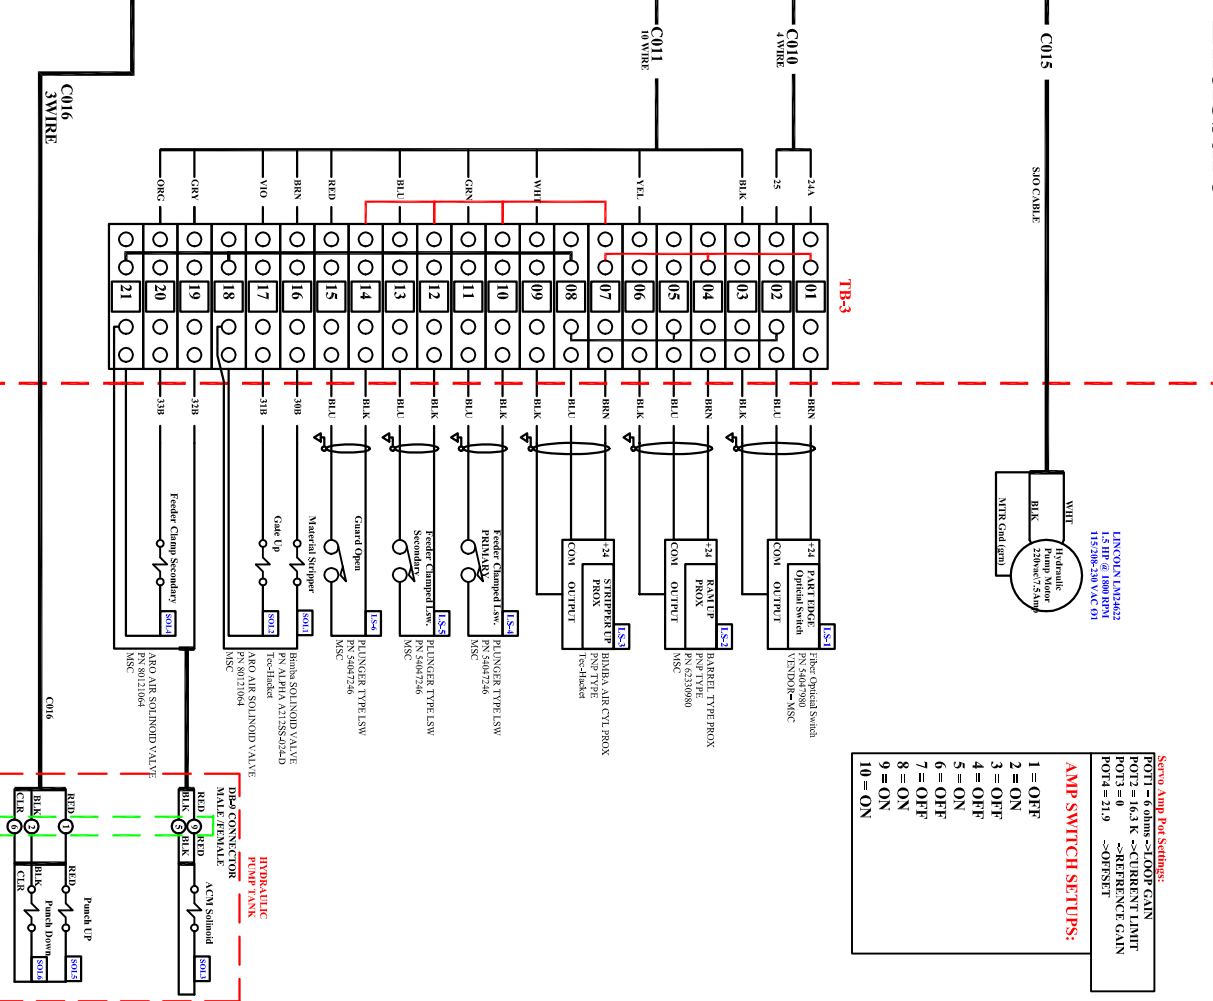 C016
3WIRE
C011
10 WIRE
C010
4 WIRE
C015
SJO CABLE
ORG
GRY
VIO
BRN
RED
BLU
GRN
WHT
YEL
BLK
25
24A
TB-3
21
20
19
18
17
16
15
14
13
12
11
10
09
08
07
06
05
04
03
02
01
33B
32B
31B
30B
BLU
BLK
BLU
BLK
BLU
BLK
BLK
BLU
BRN
BLK
BLU
BRN
BLK
BLU
BRN
WHT
BLK
MTR Gnd (grn)
Hydraulic
Pump Motor
220vac\7.5Amp
LINCOLN LM24622
1.5 HP @ 1800 RPM
115/208-230 VAC 01
Feeder Clamp Secondary
SOL4
ARO AIR SOLINOID VALVE
PN 80121064
MSC
Gate Up
SOL2
ARO AIR SOLINOID VALVE
PN 80121064
MSC
Material Stripper
SOL1
Bimba SOLINOID VALVE
PN ALPHA A212SS-024-D
Tec-Hacket
Guard Open
LS-6
PLUNGER TYPE LSW
PN 54047246
MSC
Feeder Clamped Lsw.
Secondary
LS-5
PLUNGER TYPE LSW
PN 54047246
MSC
Feeder Clamped Lsw.
PRIMARY
LS-4
PLUNGER TYPE LSW
PN 54047246
MSC
+24
COM
OUTPUT
STRIPPER UP
PROX
LS-3
BIMBA AIR CYL PROX
PNP TYPE
Tec-Hacket
+24
COM
OUTPUT
RAM UP
PROX
LS-2
BARREL TYPE PROX
PNP TYPE
PN 62330980
MSC
+24
COM
OUTPUT
PART EDGE
Opticial Switch
LS-1
Fiber Opticial Switch
PN 54047980
VENDOR= MSC
Servo Amp Pot Settings:
POT1 = 6 ohms ->LOOP GAIN
POT2 = 16.3 K ->CURRENT LIMIT
POT3 = 0 ->REFRENCE GAIN
POT4 = 21.9 ->OFFSET
AMP SWITCH SETUPS:
1 = OFF
2 = ON
3 = OFF
4 = OFF
5 = ON
6 = OFF
7 = OFF
8 = ON
9 = ON
10 = ON
C016
DB-9 CONNECTOR
MALE /FEMALE
HYDRAULIC
PUMP TANK
RED
BLK
9
5
RED
BLK
ACM Solinoid
SOL3
RED
BLK
CLR
1
2
6
RED
BLK
CLR
Punch UP
SOL5
Punch Down
SOL6